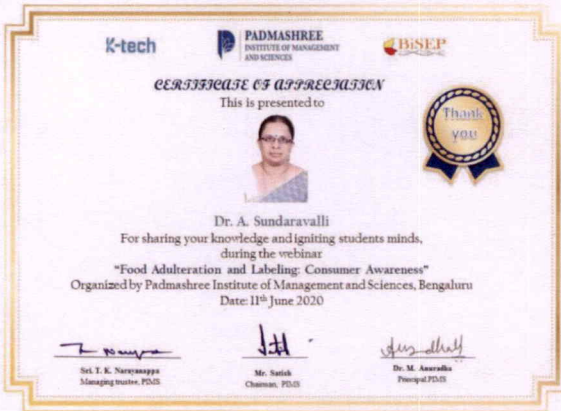 K-tech
PADMASHREE
INSTITUTE OF MANAGEMENT
AND SCIENCES
BiSEP
CERTIFICATE OF APPRECIATION
This is presented to
Thank
you
Dr. A. Sundaravalli
For sharing your knowledge and igniting students minds,
during the webinar
"Food Adulteration and Labeling: Consumer Awareness"
Organized by Padmashree Institute of Management and Sciences, Bengaluru
Date: 11th June 2020
Sri. T. K. Narayanappa
Mr. Satish
Dr. M. Anuradha
Managing trustee, PIMS
Chairman, PIMS
Principal PIMS